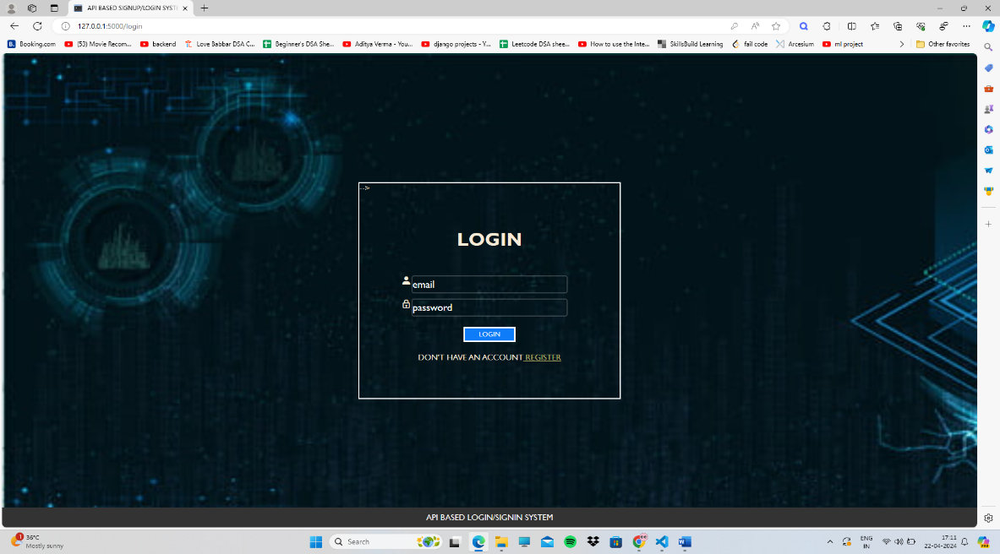 API BASED SIGNUP/LOGIN SYSTE
127.0.0.1:5000/login
Booking.com
(53) Movie Recom...
backend
Love Babbar DSA C...
Beginner's DSA She...
Aditya Verma - You...
django projects - Y...
Leetcode DSA shee...
How to use the Inte...
SkillsBuild Learning
fail code
Arcesium
ml project
Other favorites
-->
LOGIN
email
password
LOGIN
DON'T HAVE AN ACCOUNT REGISTER
API BASED LOGIN/SIGNIN SYSTEM
1
36°C
Mostly sunny
Search
ENG
IN
17:11
22-04-2024